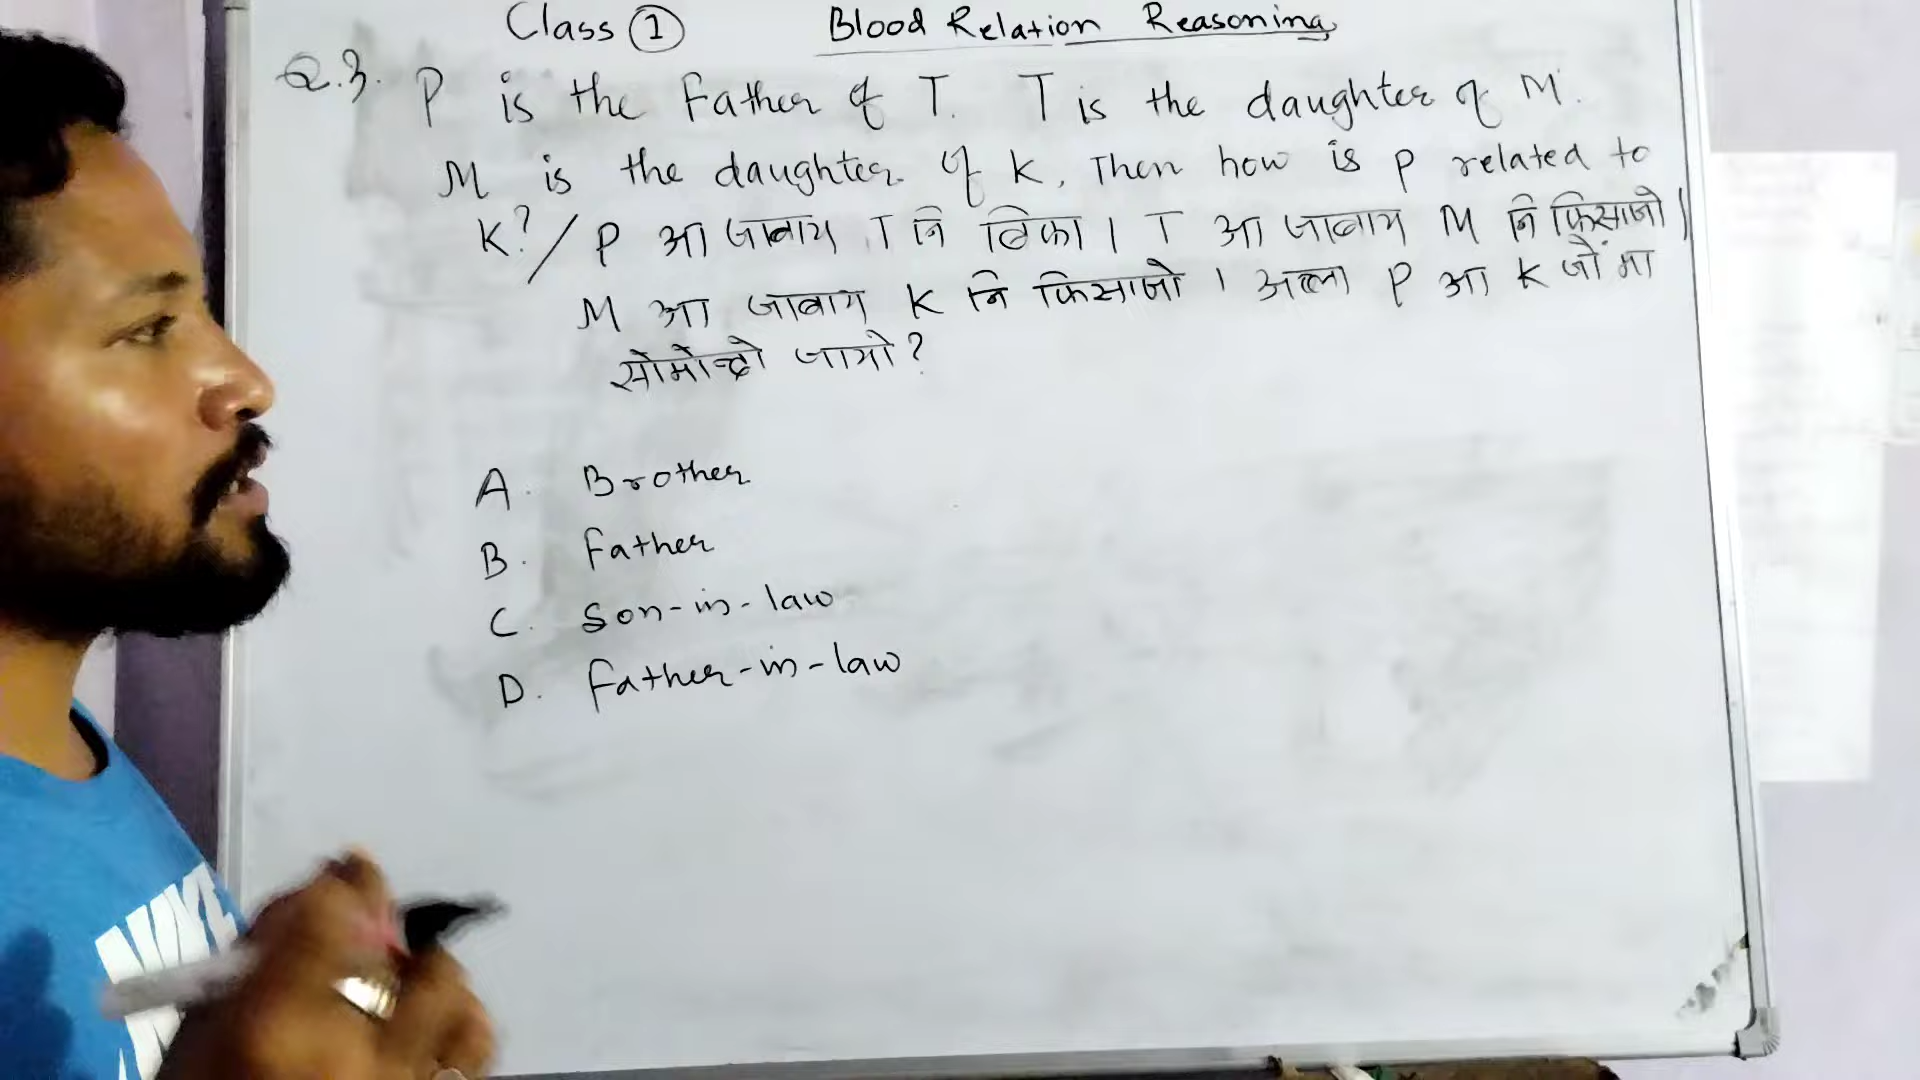 Class 1 Blood Relation Reasoning
Q.3. P is the Father of T. T is the daughter of M.
M is the daughter of K, Then how is P related to
K? / P आ जाबाय T नि बिफा। T आ जाबाय M नि फिसाजो।
M आ जाबाय K नि फिसाजो। अब्ला P आ K जों मा
सोमोन्दो जायो?
A. Brother
B. Father
C. Son-in-law
D. Father-in-law
NIKE